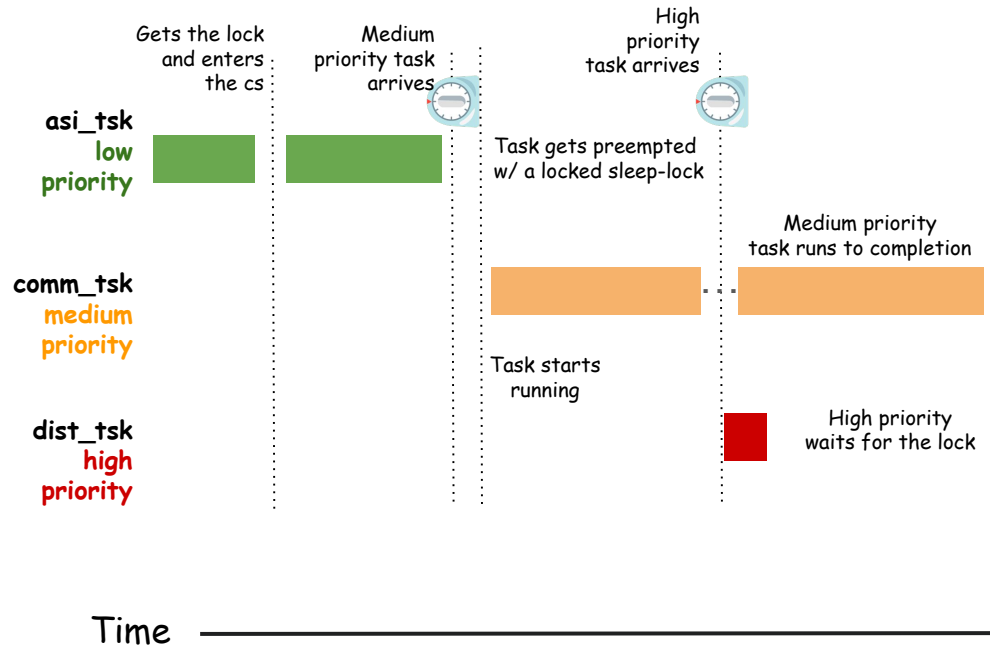 Gets the lock
and enters
the cs
Medium
priority task
arrives
High
priority
task arrives
asi_tsk
low
priority
Task gets preempted
w/ a locked sleep-lock
Medium priority
task runs to completion
comm_tsk
medium
priority
Task starts
running
dist_tsk
high
priority
High priority
waits for the lock
Time